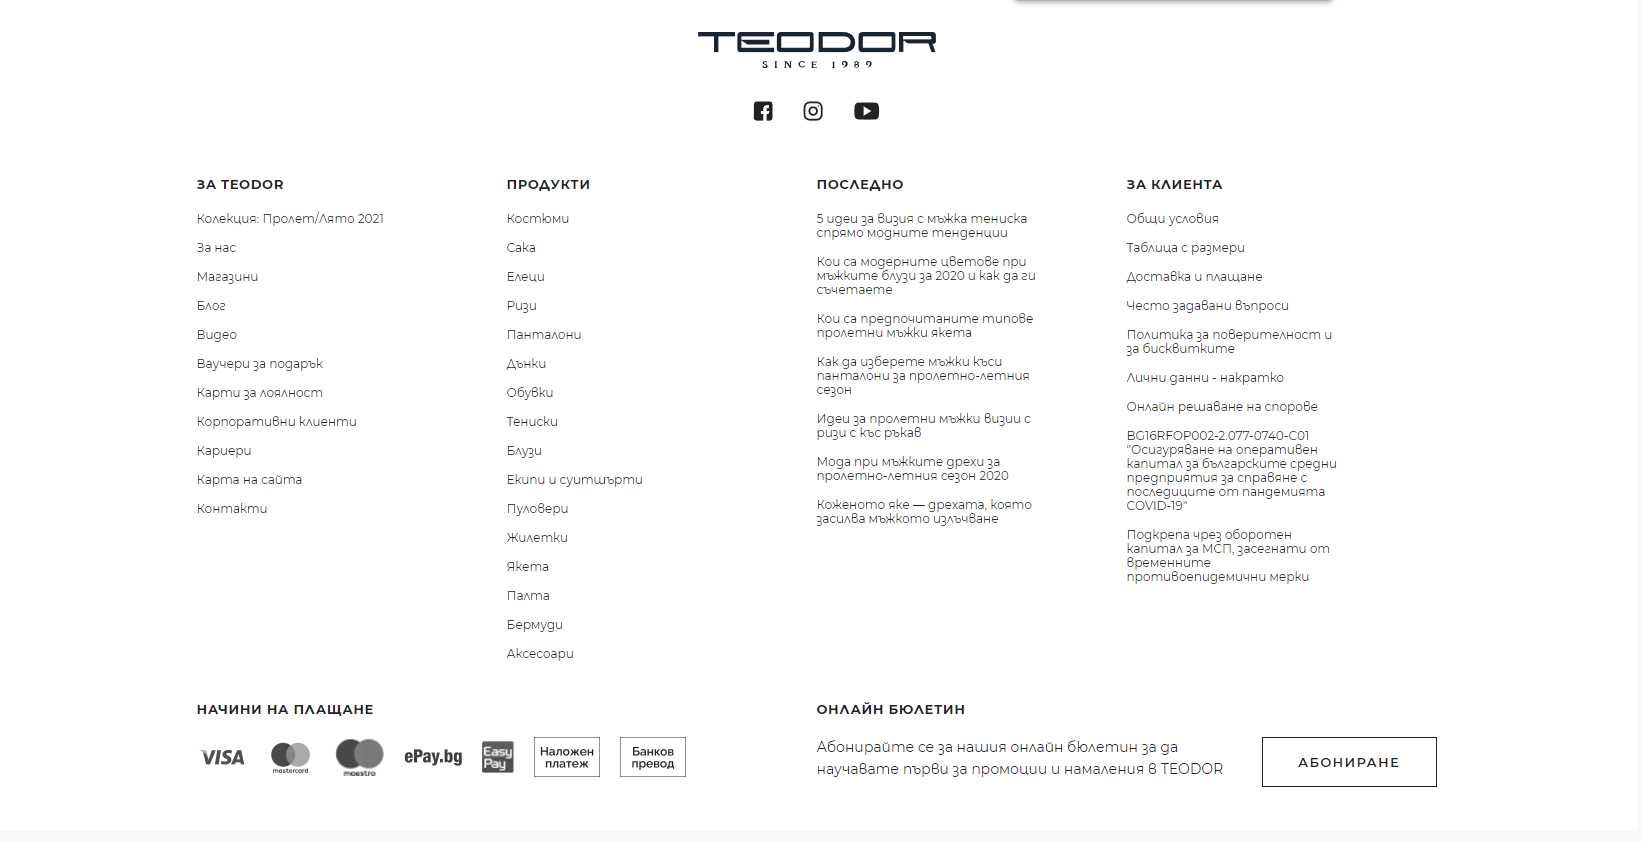 TEODOR
SINCE 1989
ЗА TEODOR
Колекция: Пролет/Лято 2021
За нас
Магазини
Блог
Видео
Ваучери за подарък
Карти за лоялност
Корпоративни клиенти
Кариери
Карта на сайта
Контакти
ПРОДУКТИ
Костюми
Сака
Елеци
Ризи
Панталони
Дънки
Обувки
Тениски
Блузи
Екипи и суитшърти
Пуловери
Жилетки
Якета
Палта
Бермуди
Аксесоари
ПОСЛЕДНО
5 идеи за визия с мъжка тениска
спрямо модните тенденции
Кои са модерните цветове при
мъжките блузи за 2020 и как да ги
съчетаете
Кои са предпочитаните типове
пролетни мъжки якета
Как да изберете мъжки къси
панталони за пролетно-летния
сезон
Идеи за пролетни мъжки визии с
ризи с къс ръкав
Мода при мъжките дрехи за
пролетно-летния сезон 2020
Коженото яке — дрехата, която
засилва мъжкото излъчване
ЗА КЛИЕНТА
Общи условия
Таблица с размери
Доставка и плащане
Често задавани въпроси
Политика за поверителност и
за бисквитките
Лични данни - накратко
Онлайн решаване на спорове
BG16RFOP002-2.077-0740-C01
"Осигуряване на оперативен
капитал за българските средни
предприятия за справяне с
последиците от пандемията
COVID-19"
Подкрепа чрез оборотен
капитал за МСП, засегнати от
временните
противоепидемични мерки
НАЧИНИ НА ПЛАЩАНЕ
VISA
mastercard.
maestro
ePay.bg
Easy
Pay
Наложен
платеж
Банков
превод
ОНЛАЙН БЮЛЕТИН
Абонирайте се за нашия онлайн бюлетин за да
научавате първи за промоции и намаления в TEODOR
АБОНИРАНЕ